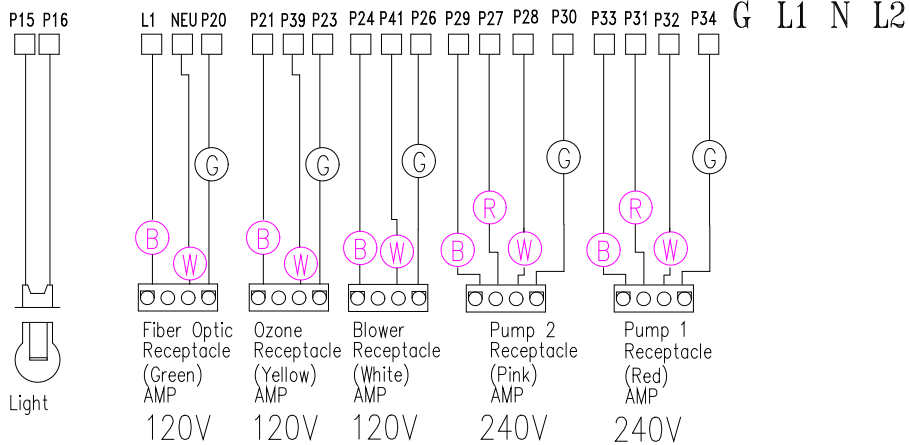 P15 P16 L1 NEU P20 P21 P39 P23 P24 P41 P26 P29 P27 P28 P30 P33 P31 P32 P34 G L1 N L2
G G G G G
R R
B W B W B W B W B W
Fiber Optic Receptacle (Green) AMP
120V
Ozone Receptacle (Yellow) AMP
120V
Blower Receptacle (White) AMP
120V
Pump 2 Receptacle (Pink) AMP
240V
Pump 1 Receptacle (Red) AMP
240V
Light